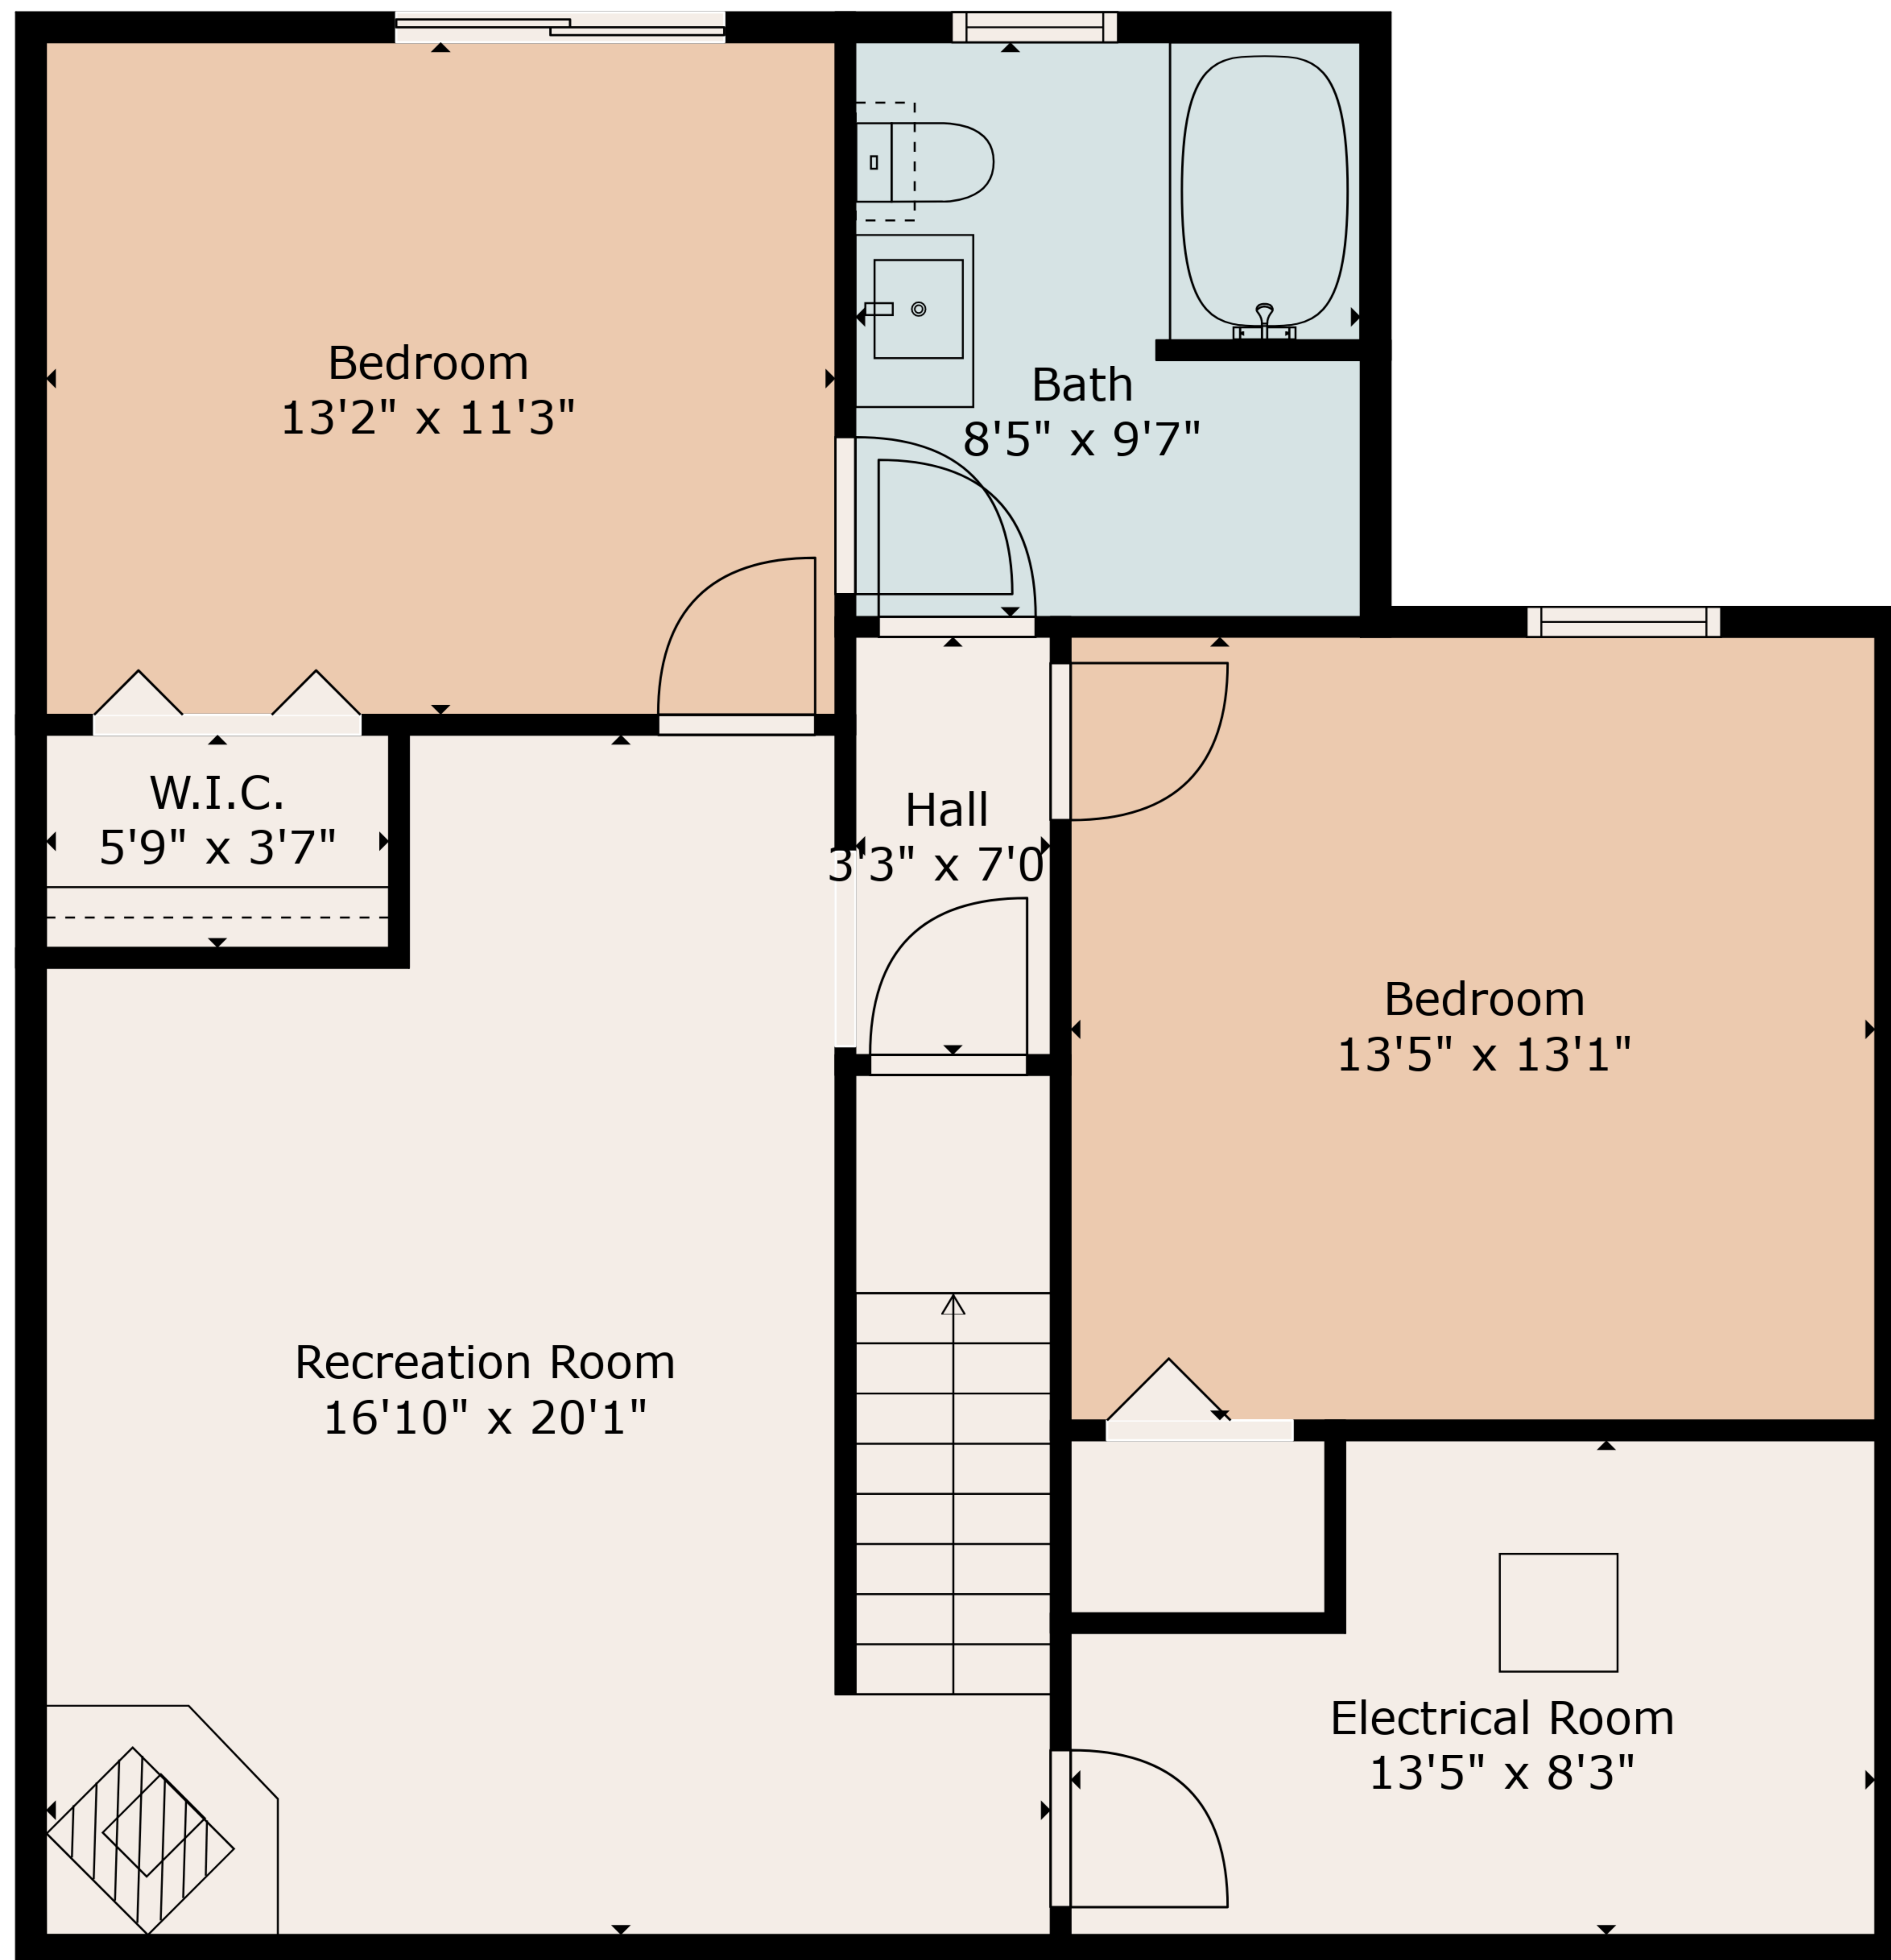 Bedroom
13'2" x 11'3"
Bath
8'5" x 9'7"
W.I.C.
5'9" x 3'7"
Hall
3'3" x 7'0
Bedroom
13'5" x 13'1"
Recreation Room
16'10" x 20'1"
Electrical Room
13'5" x 8'3"